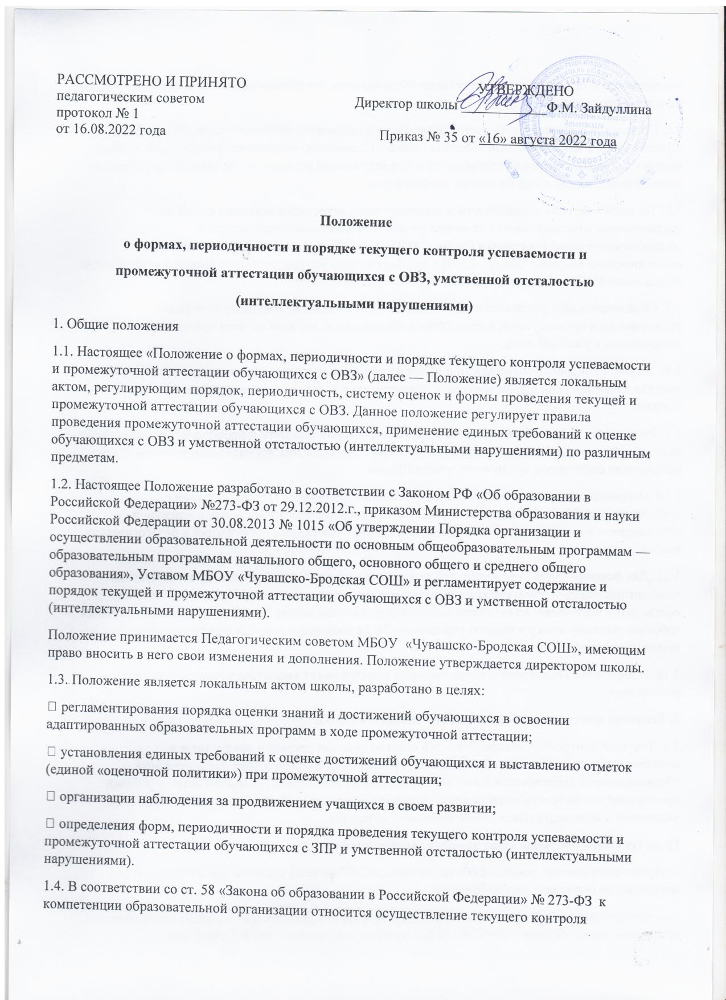 РАССМОТРЕНО И ПРИНЯТО
педагогическим советом
протокол № 1
от 16.08.2022 года
УТВЕРЖДЕНО
Директор школы ____________ Ф.М. Зайдуллина
Приказ № 35 от «16» августа 2022 года
Положение
о формах, периодичности и порядке текущего контроля успеваемости и
промежуточной аттестации обучающихся с ОВЗ, умственной отсталостью
(интеллектуальными нарушениями)
1. Общие положения
1.1. Настоящее «Положение о формах, периодичности и порядке текущего контроля успеваемости
и промежуточной аттестации обучающихся с ОВЗ» (далее — Положение) является локальным
актом, регулирующим порядок, периодичность, систему оценок и формы проведения текущей и
промежуточной аттестации обучающихся с ОВЗ. Данное положение регулирует правила
проведения промежуточной аттестации обучающихся, применение единых требований к оценке
обучающихся с ОВЗ и умственной отсталостью (интеллектуальными нарушениями) по различным
предметам.
1.2. Настоящее Положение разработано в соответствии с Законом РФ «Об образовании в
Российской Федерации» №273-ФЗ от 29.12.2012.г., приказом Министерства образования и науки
Российской Федерации от 30.08.2013 № 1015 «Об утверждении Порядка организации и
осуществлении образовательной деятельности по основным общеобразовательным программам —
образовательным программам начального общего, основного общего и среднего общего
образования», Уставом МБОУ «Чувашско-Бродская СОШ» и регламентирует содержание и
порядок текущей и промежуточной аттестации обучающихся с ОВЗ и умственной отсталостью
(интеллектуальными нарушениями).
Положение принимается Педагогическим советом МБОУ «Чувашско-Бродская СОШ», имеющим
право вносить в него свои изменения и дополнения. Положение утверждается директором школы.
1.3. Положение является локальным актом школы, разработано в целях:
 регламентирования порядка оценки знаний и достижений обучающихся в освоении
адаптированных образовательных программ в ходе промежуточной аттестации;
 установления единых требований к оценке достижений обучающихся и выставлению отметок
(единой «оценочной политики») при промежуточной аттестации;
 организации наблюдения за продвижением учащихся в своем развитии;
 определения форм, периодичности и порядка проведения текущего контроля успеваемости и
промежуточной аттестации обучающихся с ЗПР и умственной отсталостью (интеллектуальными
нарушениями).
1.4. В соответствии со ст. 58 «Закона об образовании в Российской Федерации» № 273-ФЗ к
компетенции образовательной организации относится осуществление текущего контроля